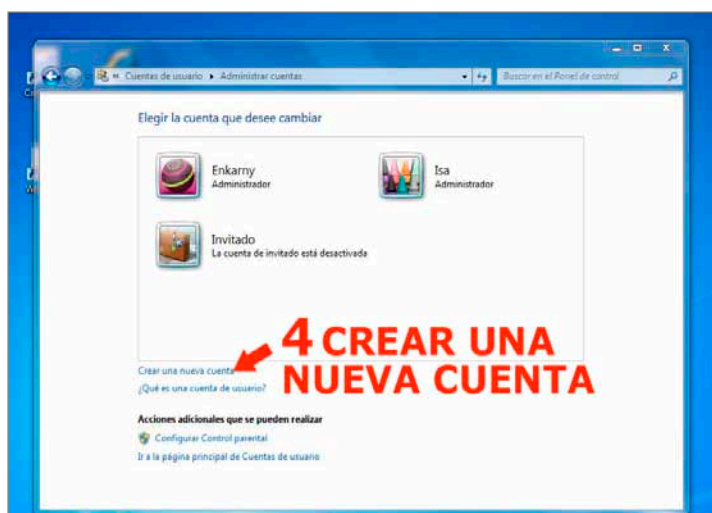 « Cuentas de usuario ▸ Administrar cuentas
Buscar en el Panel de control
Elegir la cuenta que desee cambiar
Enkarny
Administrador
Isa
Administrador
Invitado
La cuenta de invitado está desactivada
4 CREAR UNA
NUEVA CUENTA
Crear una nueva cuenta
¿Qué es una cuenta de usuario?
Acciones adicionales que se pueden realizar
Configurar Control parental
Ir a la página principal de Cuentas de usuario